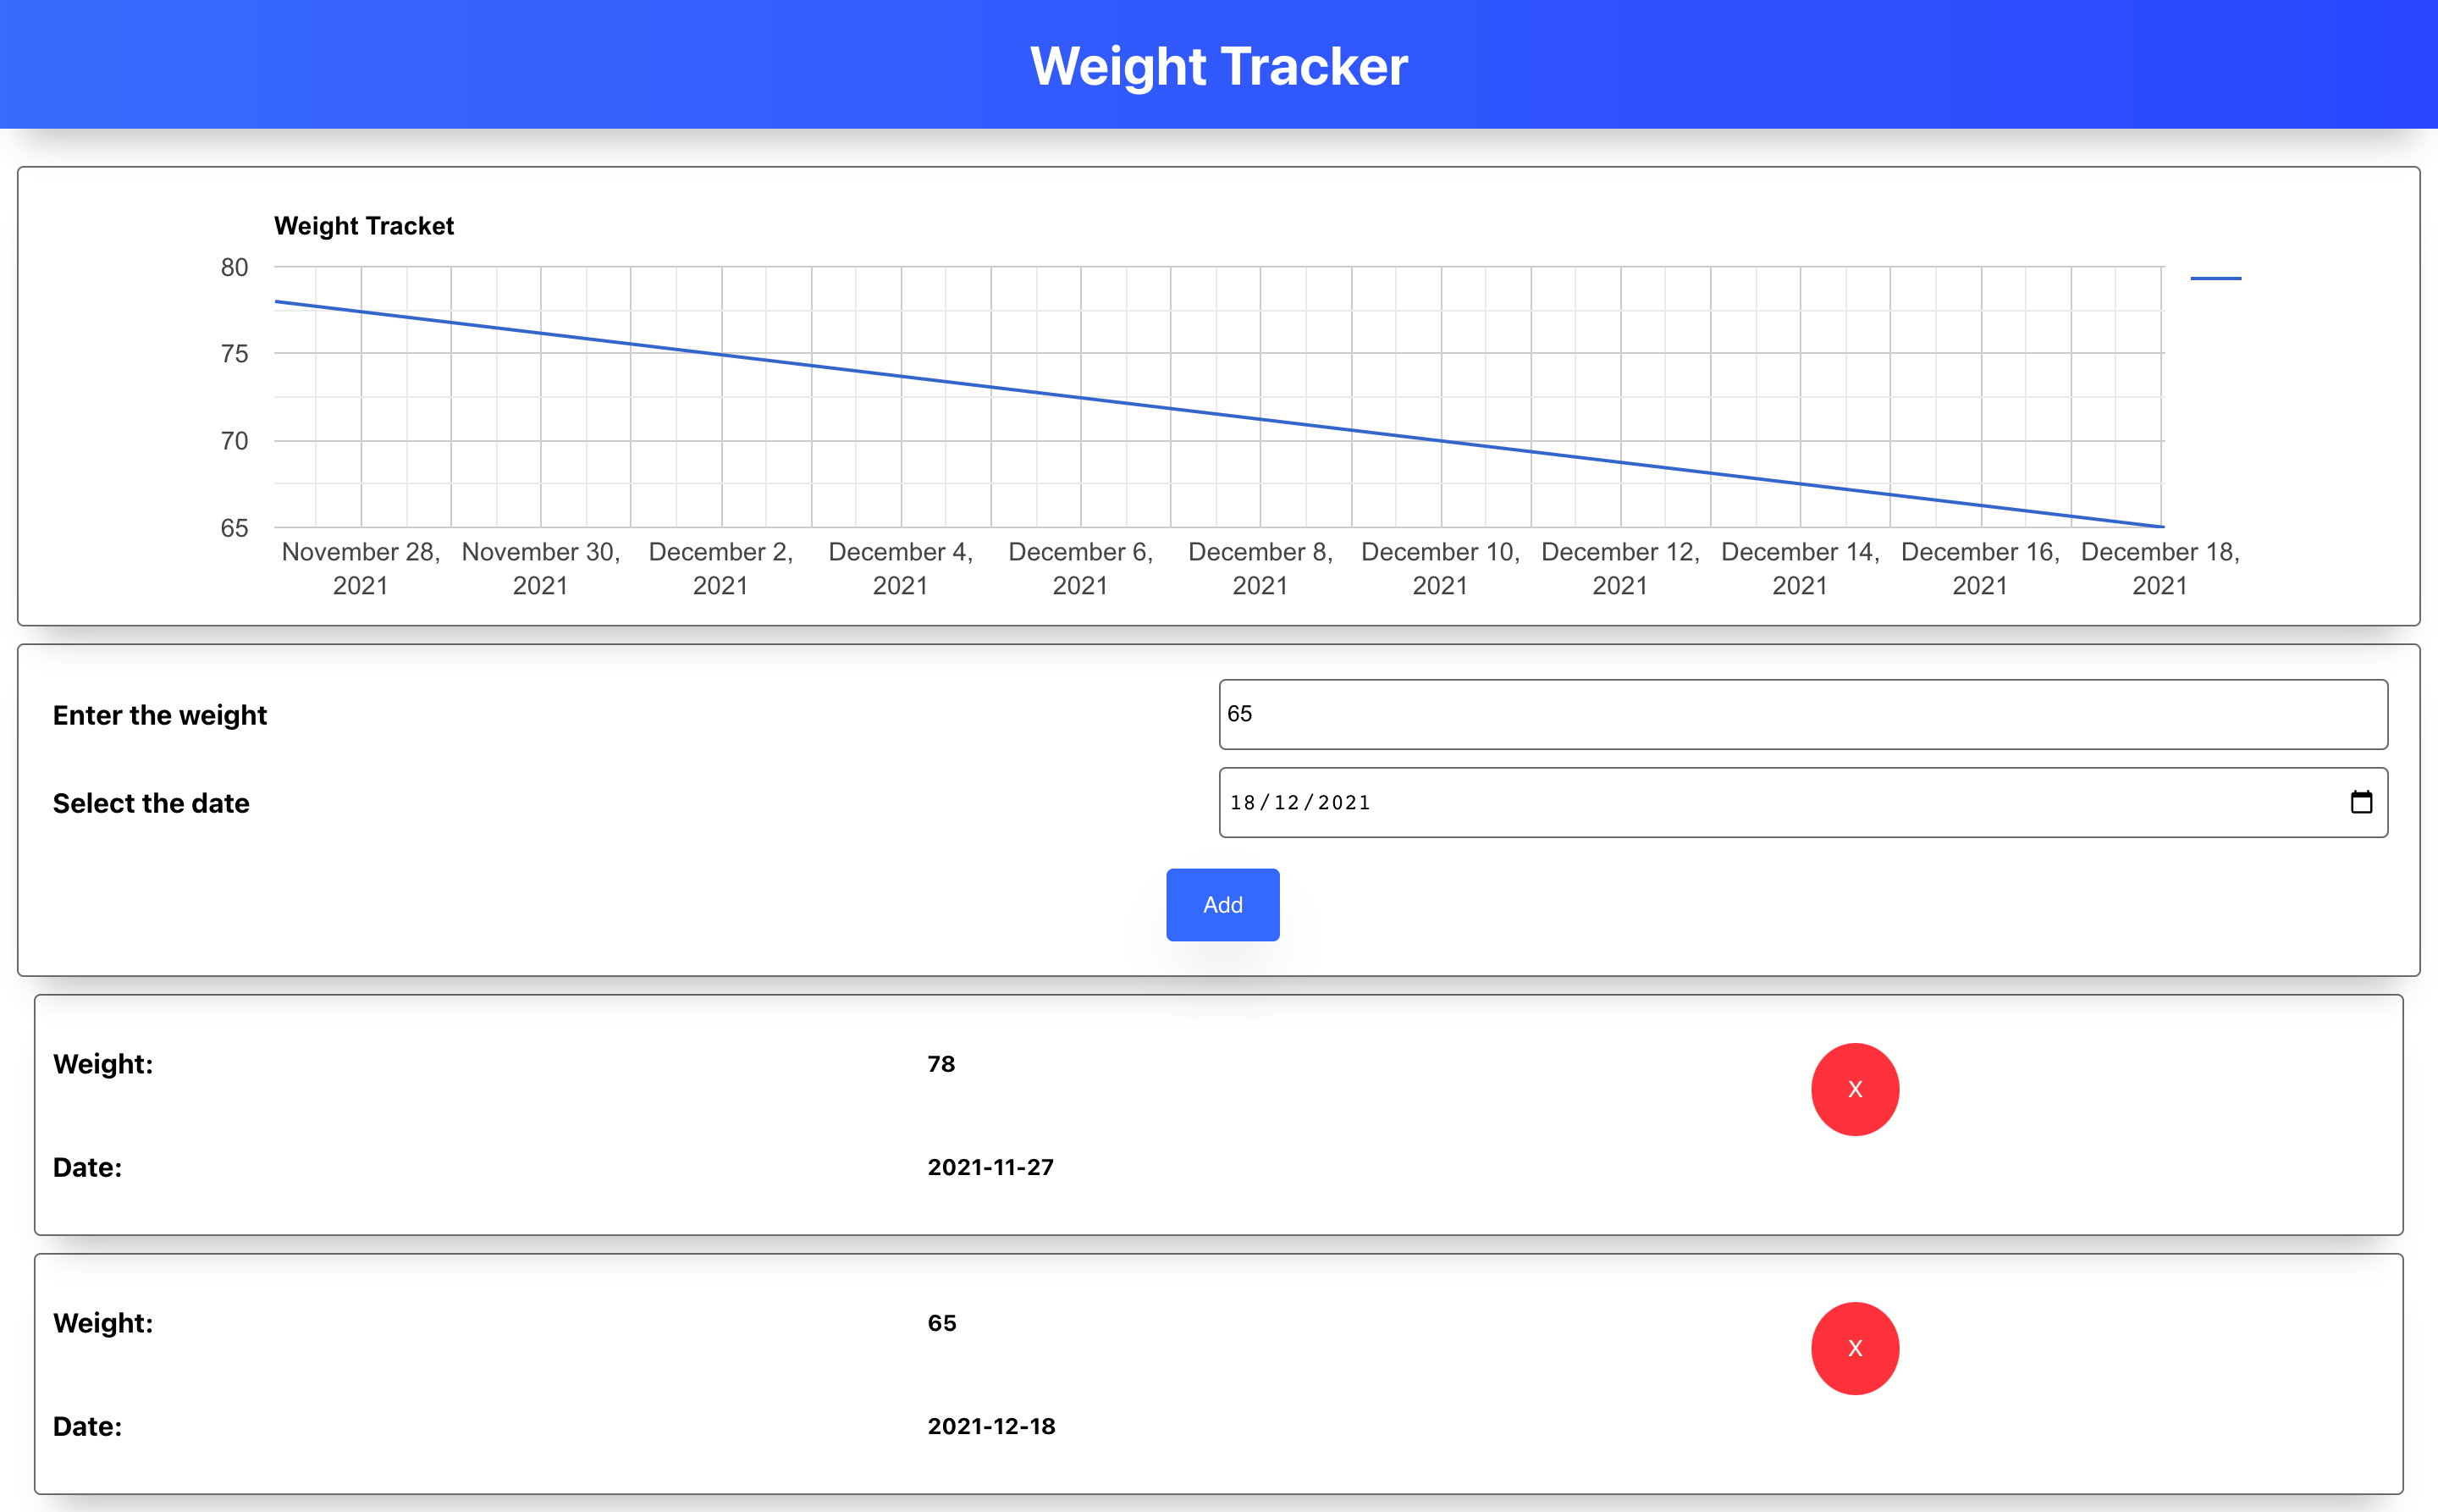 Weight Tracker
Weight Tracket
80
75
70
65
November 28, November 30, December 2, December 4, December 6, December 8, December 10, December 12, December 14, December 16, December 18,
2021 2021 2021 2021 2021 2021 2021 2021 2021 2021 2021
Enter the weight 65
Select the date 18/12/2021
Add
Weight: 78 X
Date: 2021-11-27
Weight: 65 X
Date: 2021-12-18